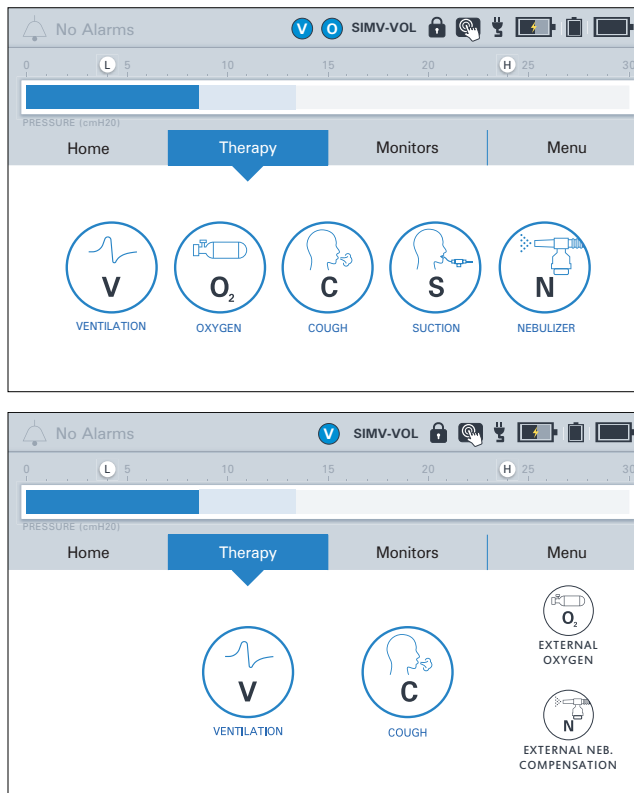 No Alarms V O SIMV-VOL
0 L 5 10 15 20 H 25 30
PRESSURE (cmH20)
Home Therapy Monitors Menu
V O2 C S N
VENTILATION OXYGEN COUGH SUCTION NEBULIZER
No Alarms V SIMV-VOL
0 L 5 10 15 20 H 25 30
PRESSURE (cmH20)
Home Therapy Monitors Menu
O2
EXTERNAL
OXYGEN
V C
VENTILATION COUGH
N
EXTERNAL NEB.
COMPENSATION